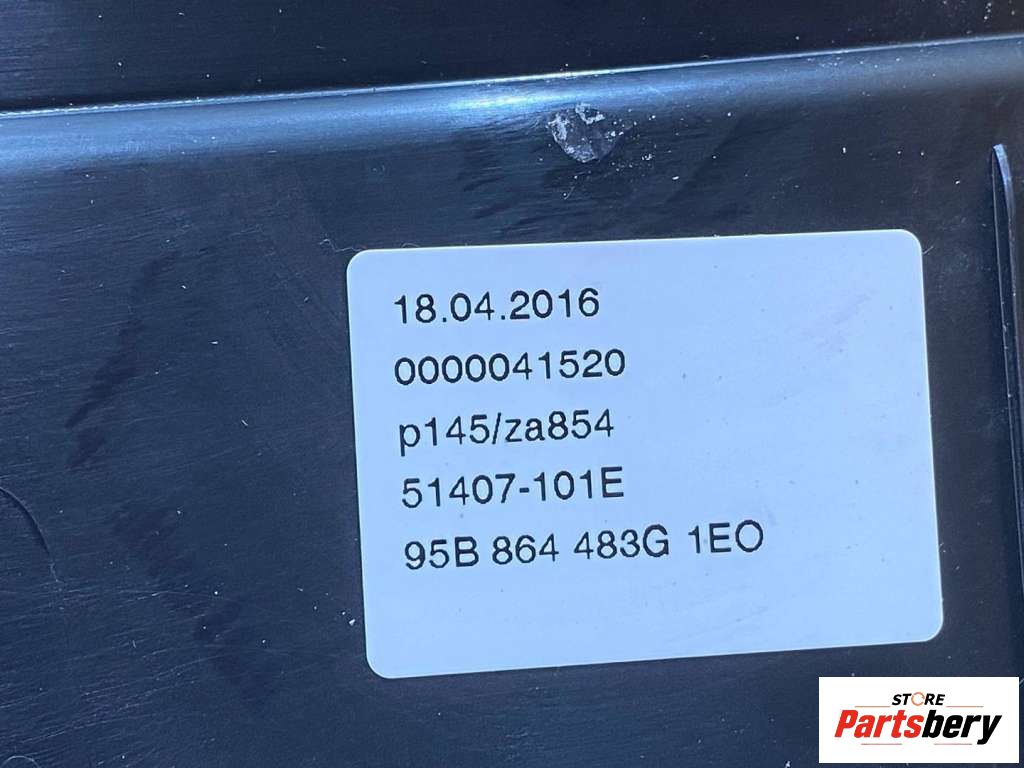 18.04.2016
0000041520
p145/za854
51407-101E
95B 864 483G 1EO
STORE
Partsbery